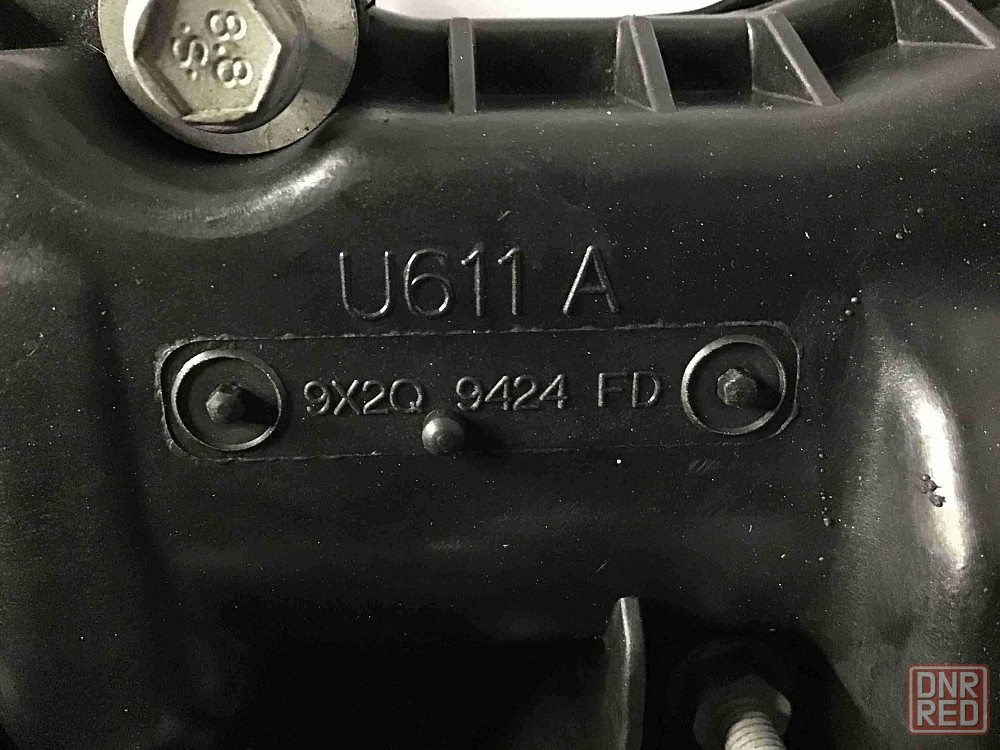 8.8
S.
U611 A
9X2Q 9424 FD
DNR
RED